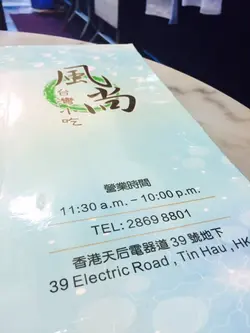 風尚
台灣小吃
營業時間
11:30 a.m. – 10:00 p.m.
TEL: 2869 8801
香港天后電器道 39 號地下
39 Electric Road , Tin Hau , HK